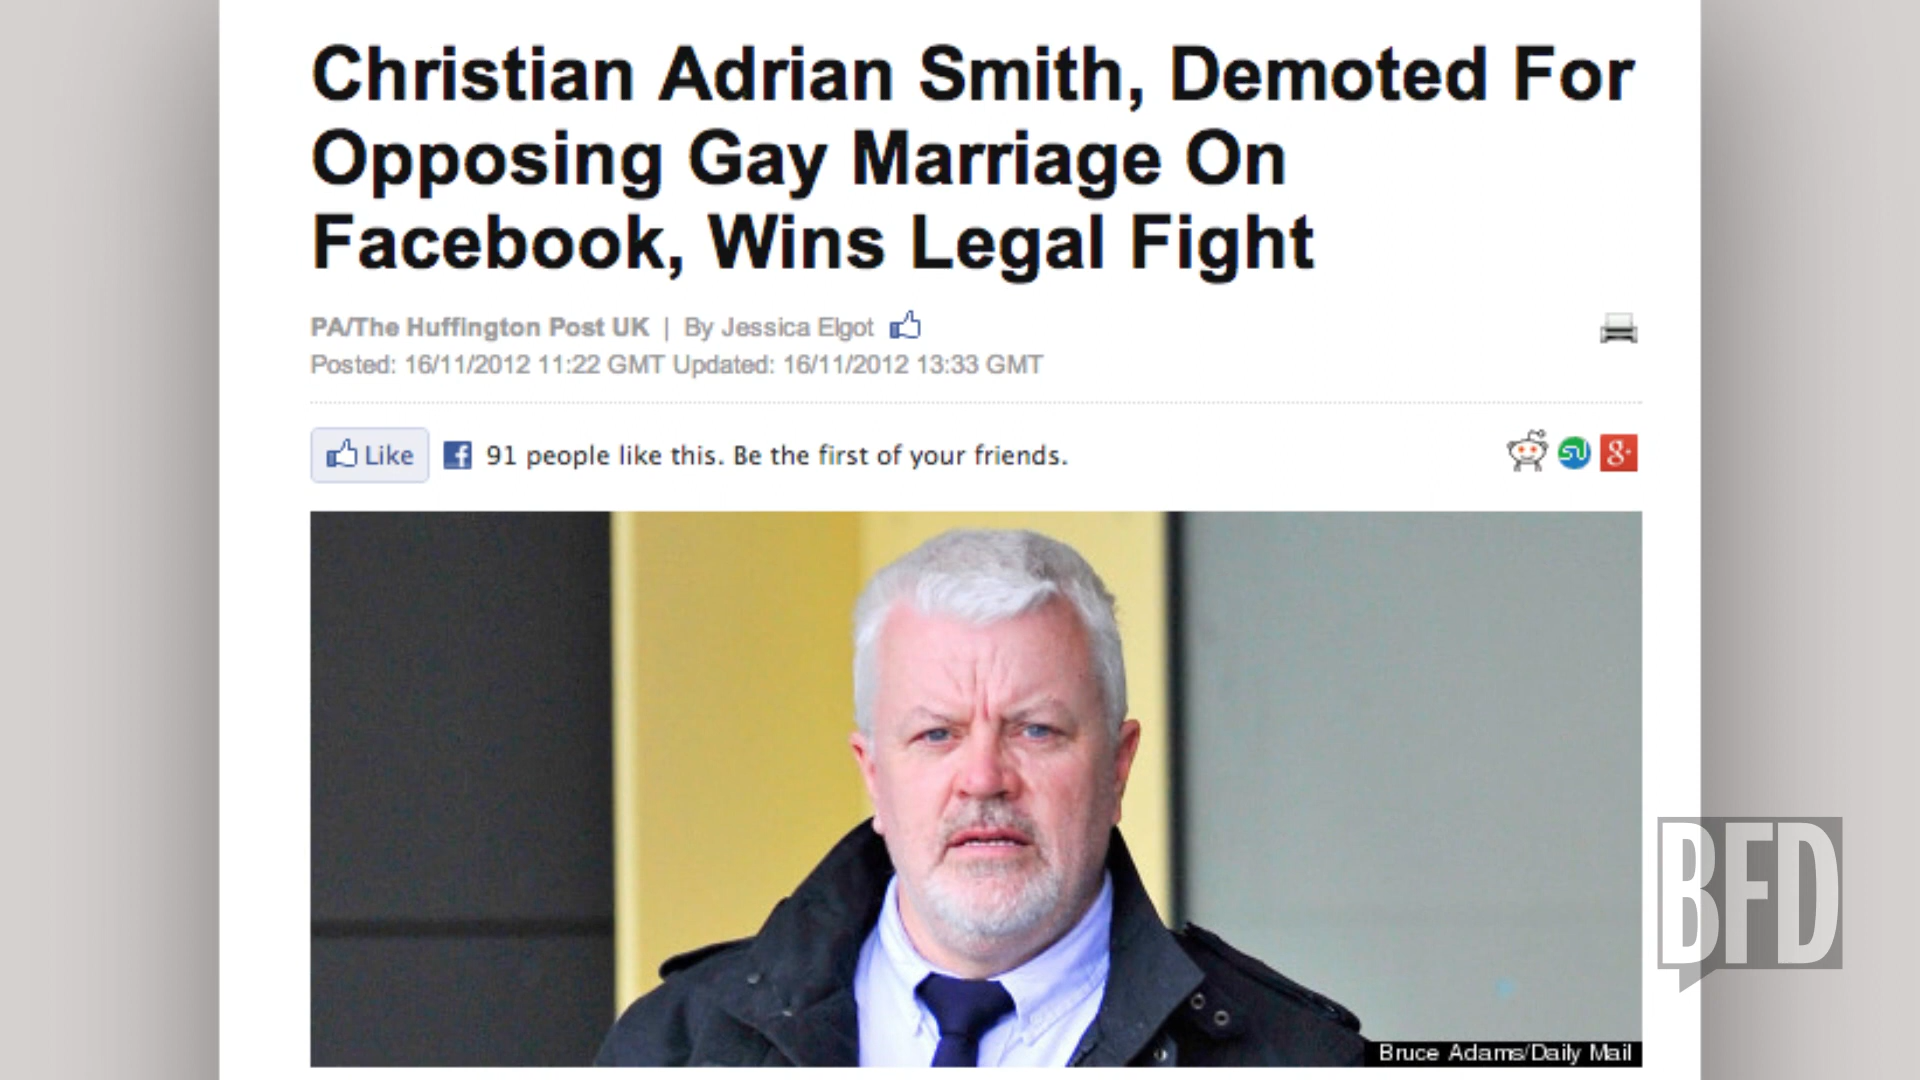 Christian Adrian Smith, Demoted For
Opposing Gay Marriage On
Facebook, Wins Legal Fight
PA/The Huffington Post UK | By Jessica Elgot
Posted: 16/11/2012 11:22 GMT Updated: 16/11/2012 13:33 GMT
Like 91 people like this. Be the first of your friends.
Bruce Adams/Daily Mail
BFD